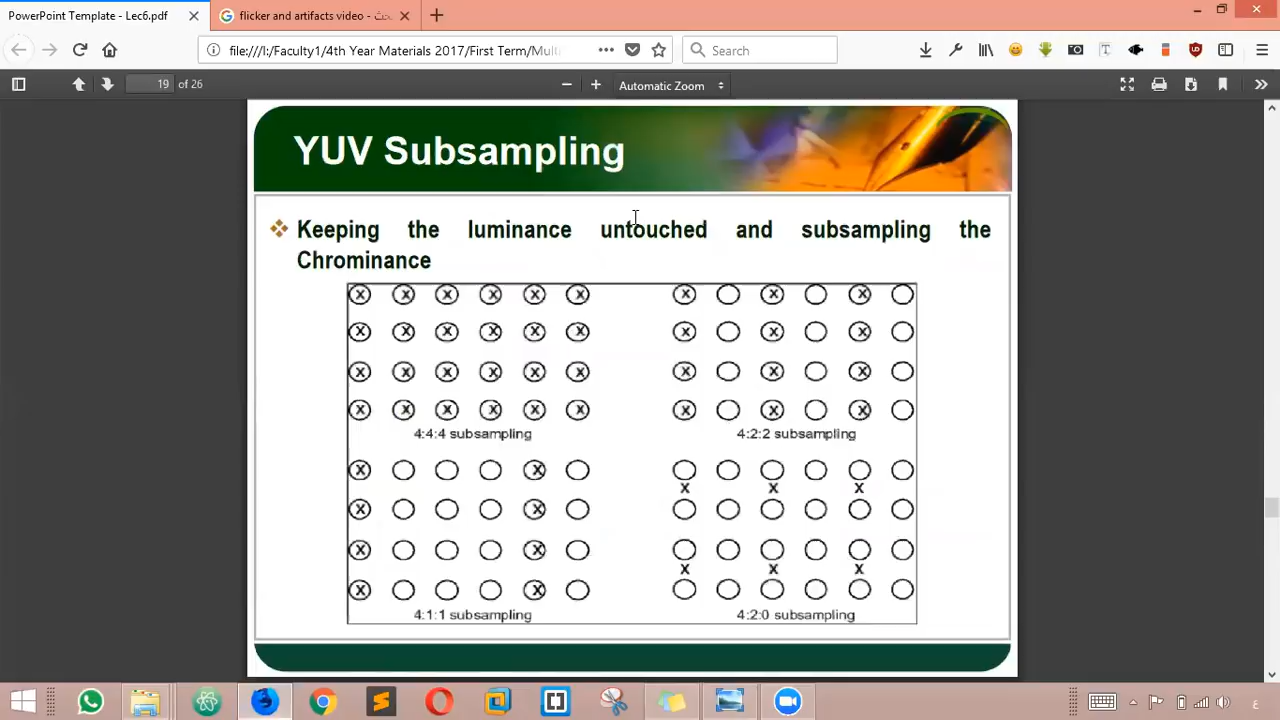 PowerPoint Template - Lec6.pdf
flicker and artifacts video - بحث
file:///I:/Faculty1/4th Year Materials 2017/First Term/Mult
Search
19 of 26
Automatic Zoom
YUV Subsampling
Keeping the luminance untouched and subsampling the
Chrominance
X X X X X X X X X
X X X X X X X X X
X X X X X X X X X
X X X X X X X X X
4:4:4 subsampling 4:2:2 subsampling
X X
X X X
X X
X X
X X X
X X
4:1:1 subsampling 4:2:0 subsampling
ع